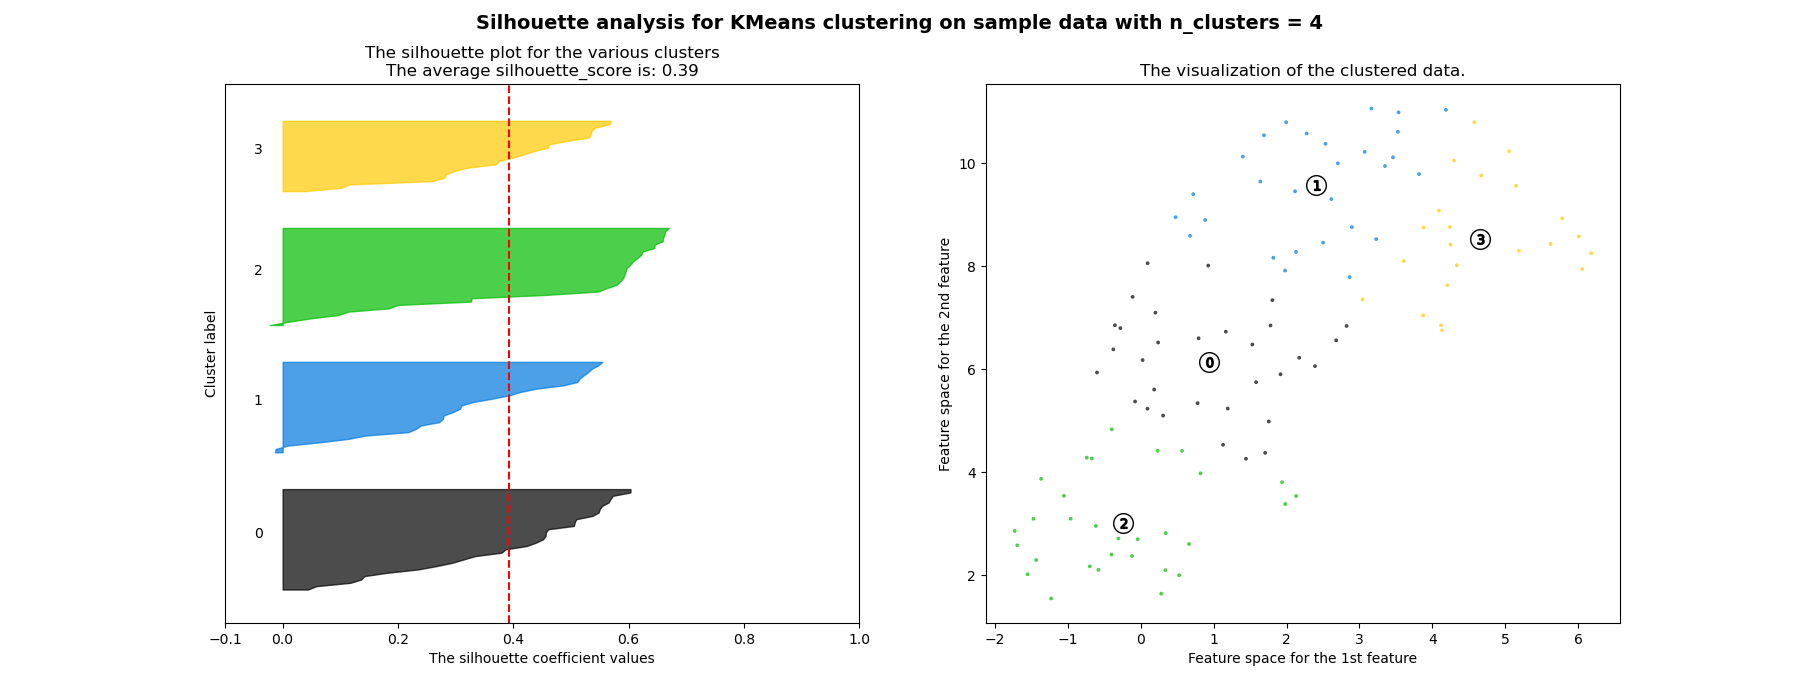 Silhouette analysis for KMeans clustering on sample data with n_clusters = 4
The silhouette plot for the various clusters
The average silhouette_score is: 0.39
Cluster label
3
2
1
0
−0.1 0.0 0.2 0.4 0.6 0.8 1.0
The silhouette coefficient values
The visualization of the clustered data.
Feature space for the 2nd feature
10
8
6
4
2
1
3
0
2
−2 −1 0 1 2 3 4 5 6
Feature space for the 1st feature